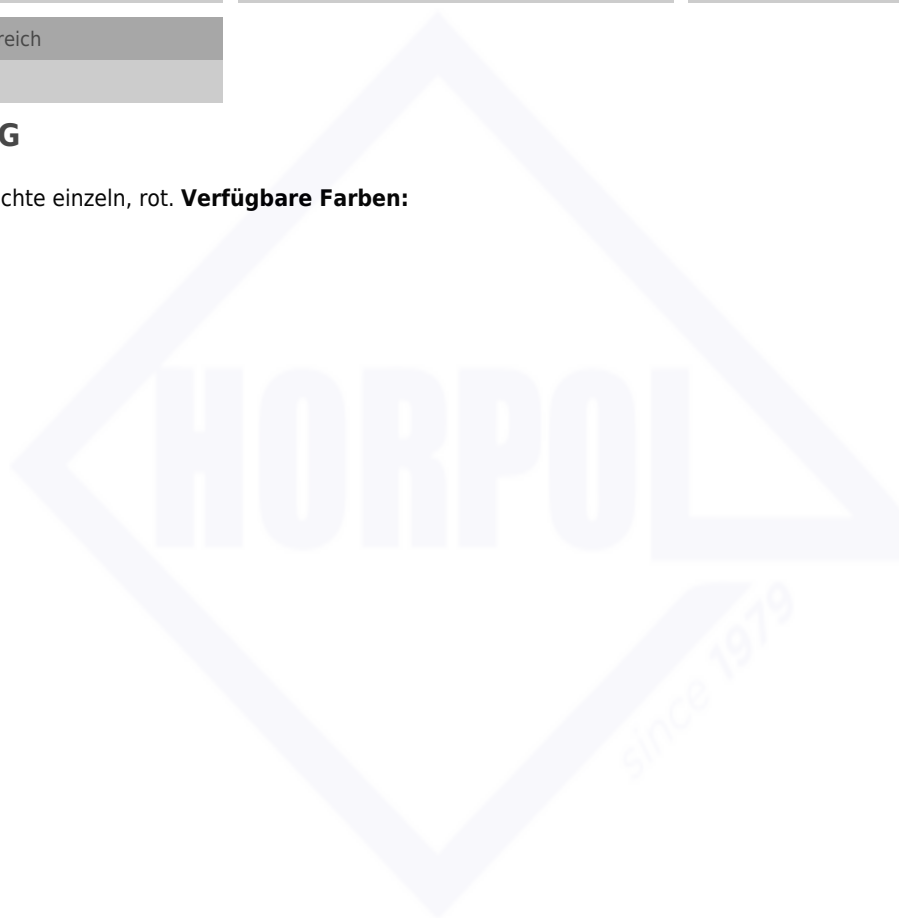 reich
G
chte einzeln, rot. Verfügbare Farben:
HORPOL
since 1979